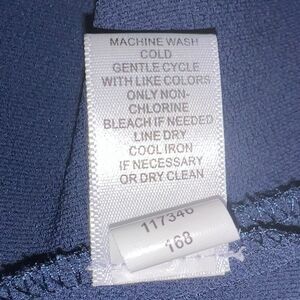 MACHINE WASH
COLD
GENTLE CYCLE
WITH LIKE COLORS
ONLY NON-
CHLORINE
BLEACH IF NEEDED
LINE DRY
COOL IRON
IF NECESSARY
OR DRY CLEAN
117346
168